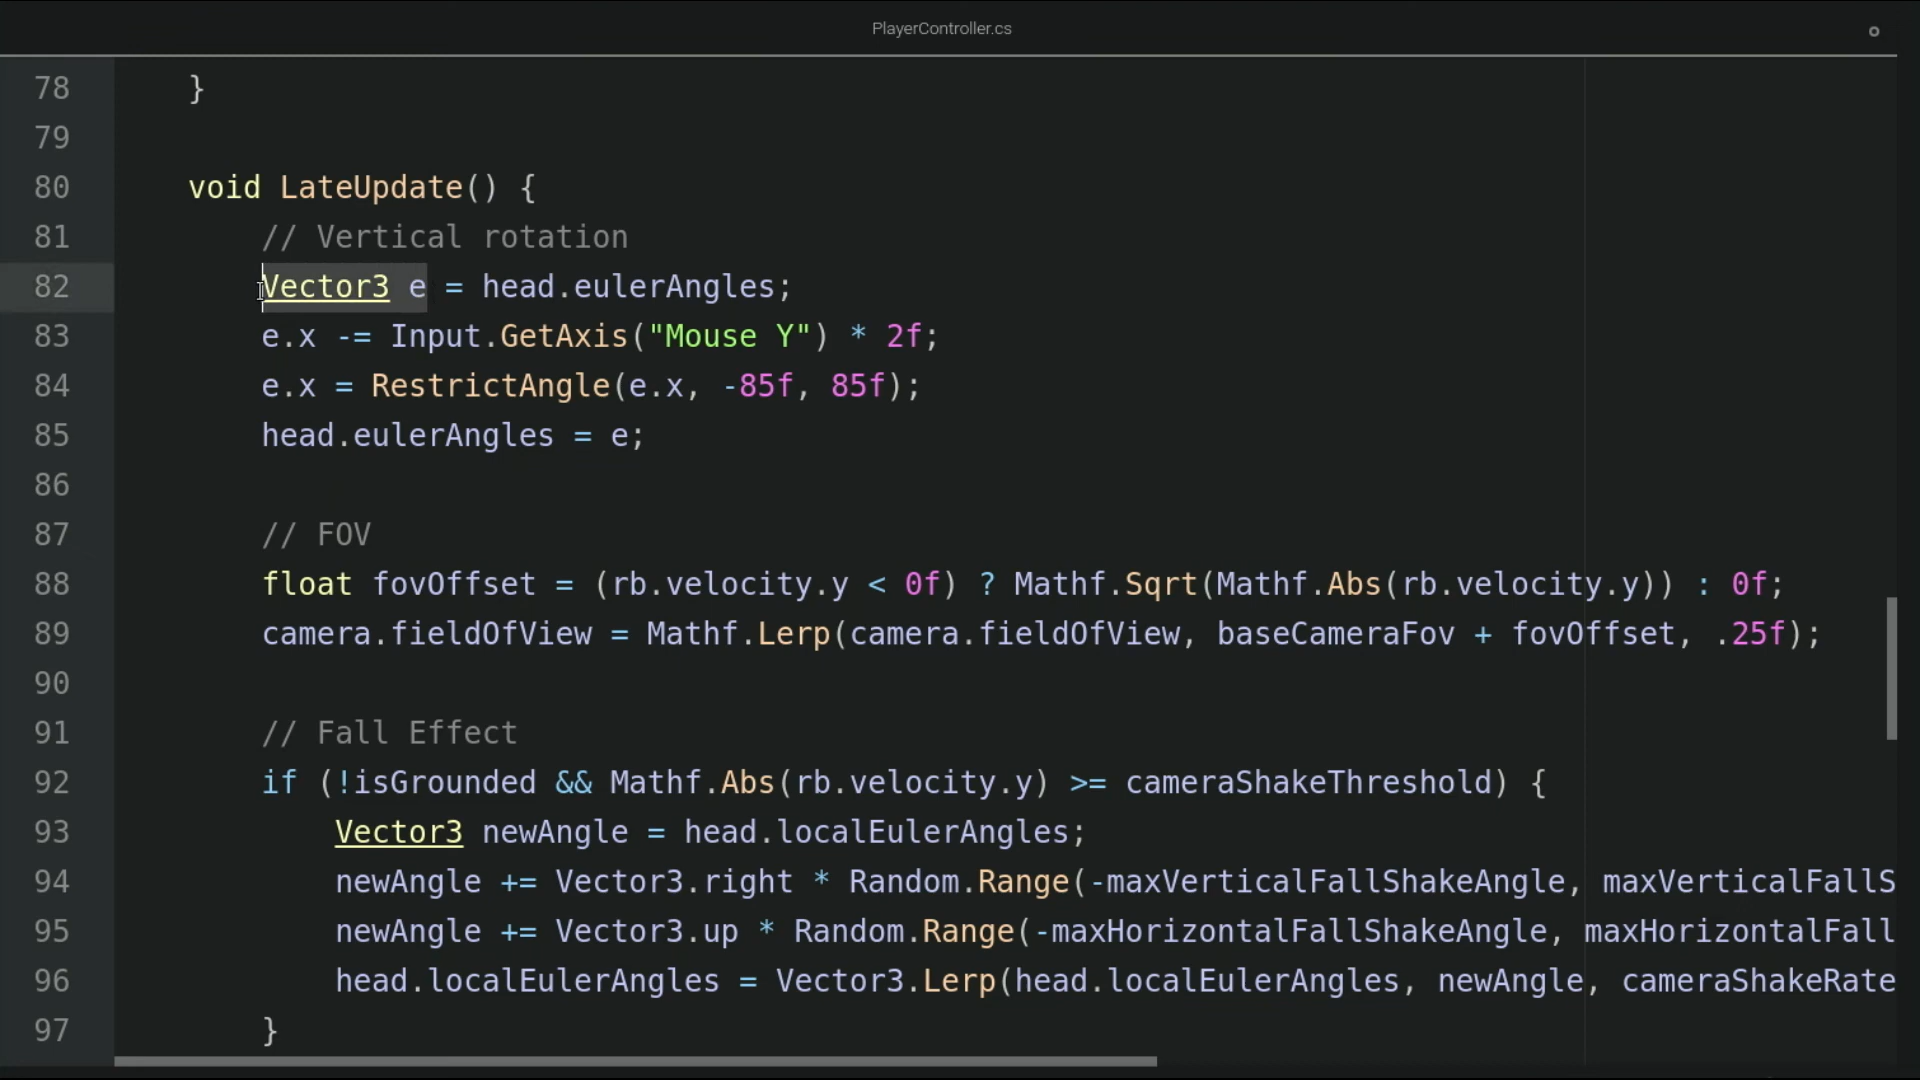 PlayerController.cs
78 }
79
80 void LateUpdate() {
81 // Vertical rotation
82 Vector3 e = head.eulerAngles;
83 e.x -= Input.GetAxis("Mouse Y") * 2f;
84 e.x = RestrictAngle(e.x, -85f, 85f);
85 head.eulerAngles = e;
86
87 // FOV
88 float fovOffset = (rb.velocity.y < 0f) ? Mathf.Sqrt(Mathf.Abs(rb.velocity.y)) : 0f;
89 camera.fieldOfView = Mathf.Lerp(camera.fieldOfView, baseCameraFov + fovOffset, .25f);
90
91 // Fall Effect
92 if (!isGrounded && Mathf.Abs(rb.velocity.y) >= cameraShakeThreshold) {
93 Vector3 newAngle = head.localEulerAngles;
94 newAngle += Vector3.right * Random.Range(-maxVerticalFallShakeAngle, maxVerticalFallS
95 newAngle += Vector3.up * Random.Range(-maxHorizontalFallShakeAngle, maxHorizontalFall
96 head.localEulerAngles = Vector3.Lerp(head.localEulerAngles, newAngle, cameraShakeRate
97 }